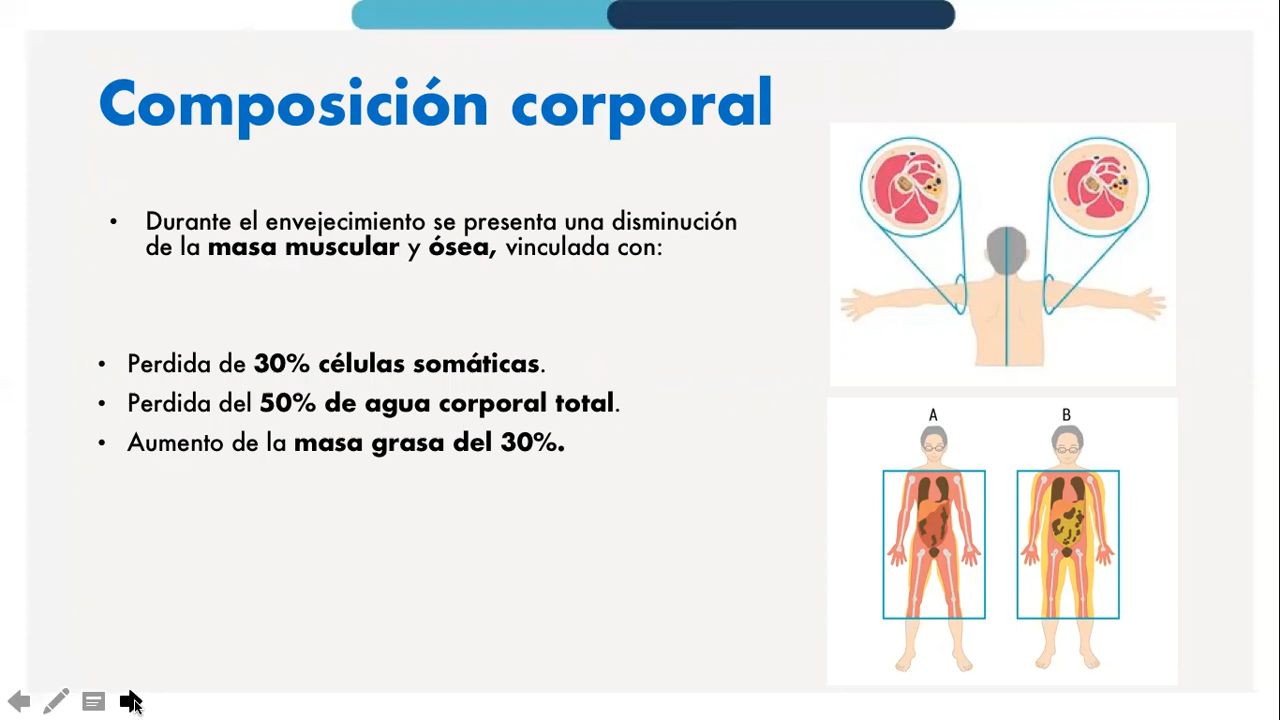 Composición corporal
• Durante el envejecimiento se presenta una disminución
de la masa muscular y ósea, vinculada con:
• Perdida de 30% células somáticas.
• Perdida del 50% de agua corporal total.
• Aumento de la masa grasa del 30%.
A
B